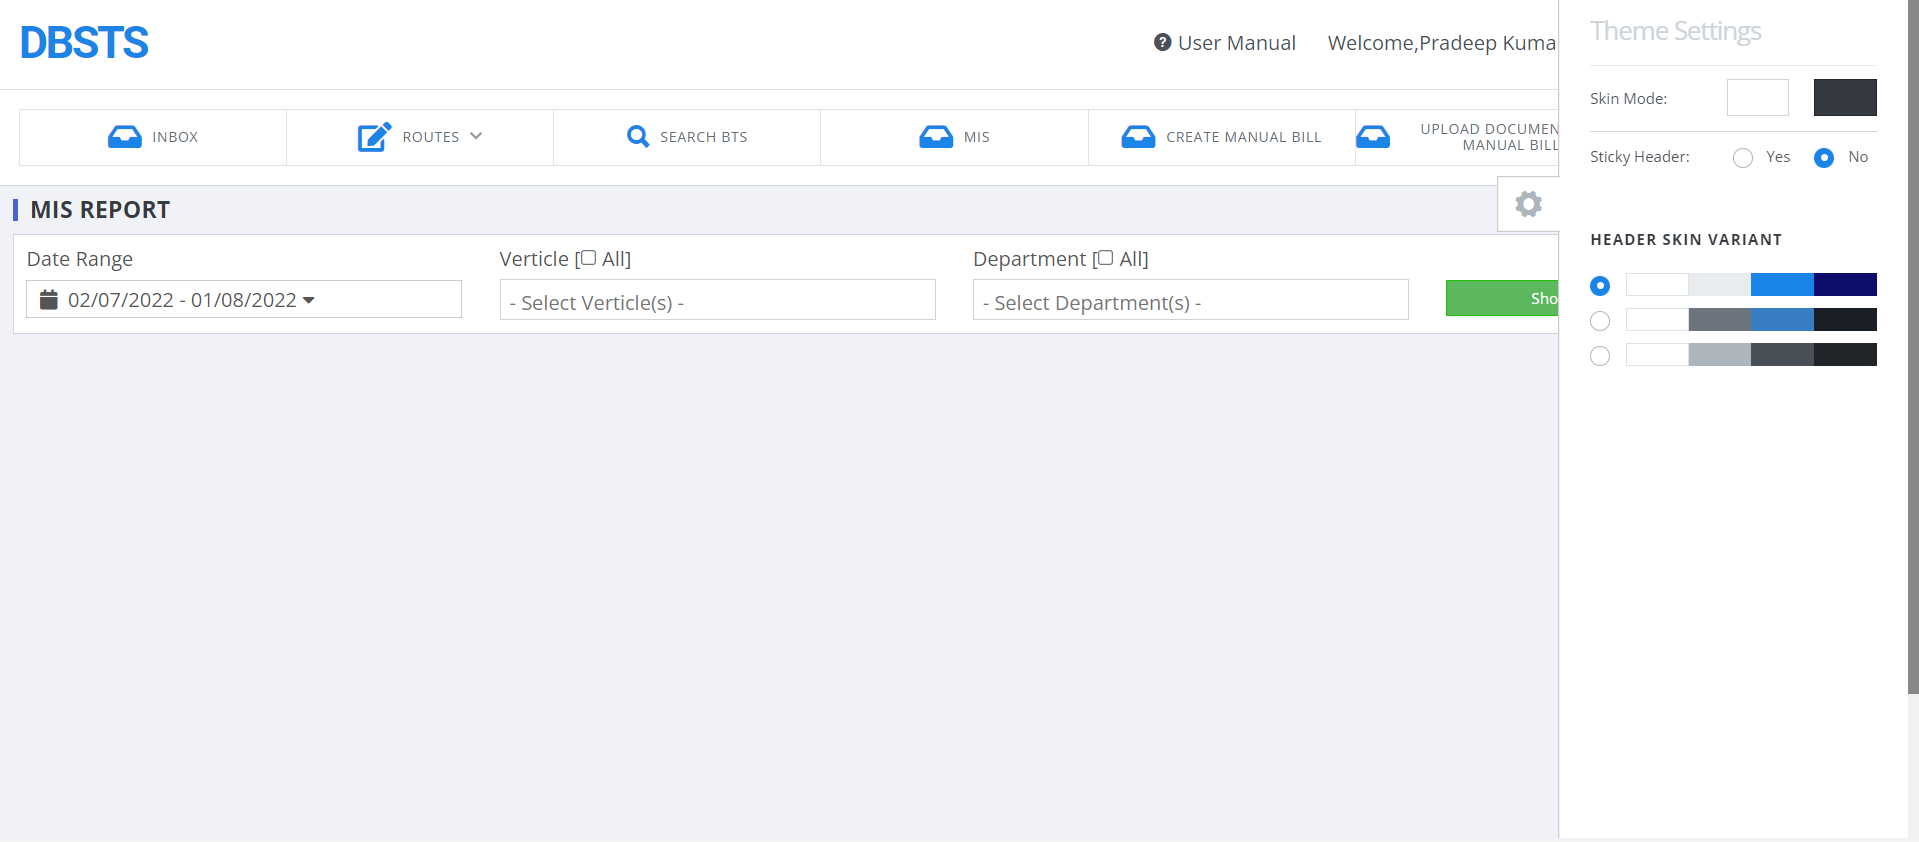 DBSTS
User Manual
Welcome,Pradeep Kuma
INBOX
ROUTES
SEARCH BTS
MIS
CREATE MANUAL BILL
UPLOAD DOCUMEN
MANUAL BILL
MIS REPORT
Date Range
02/07/2022 - 01/08/2022
Verticle [ All]
- Select Verticle(s) -
Department [ All]
- Select Department(s) -
Sho
Theme Settings
Skin Mode:
Sticky Header: Yes No
HEADER SKIN VARIANT